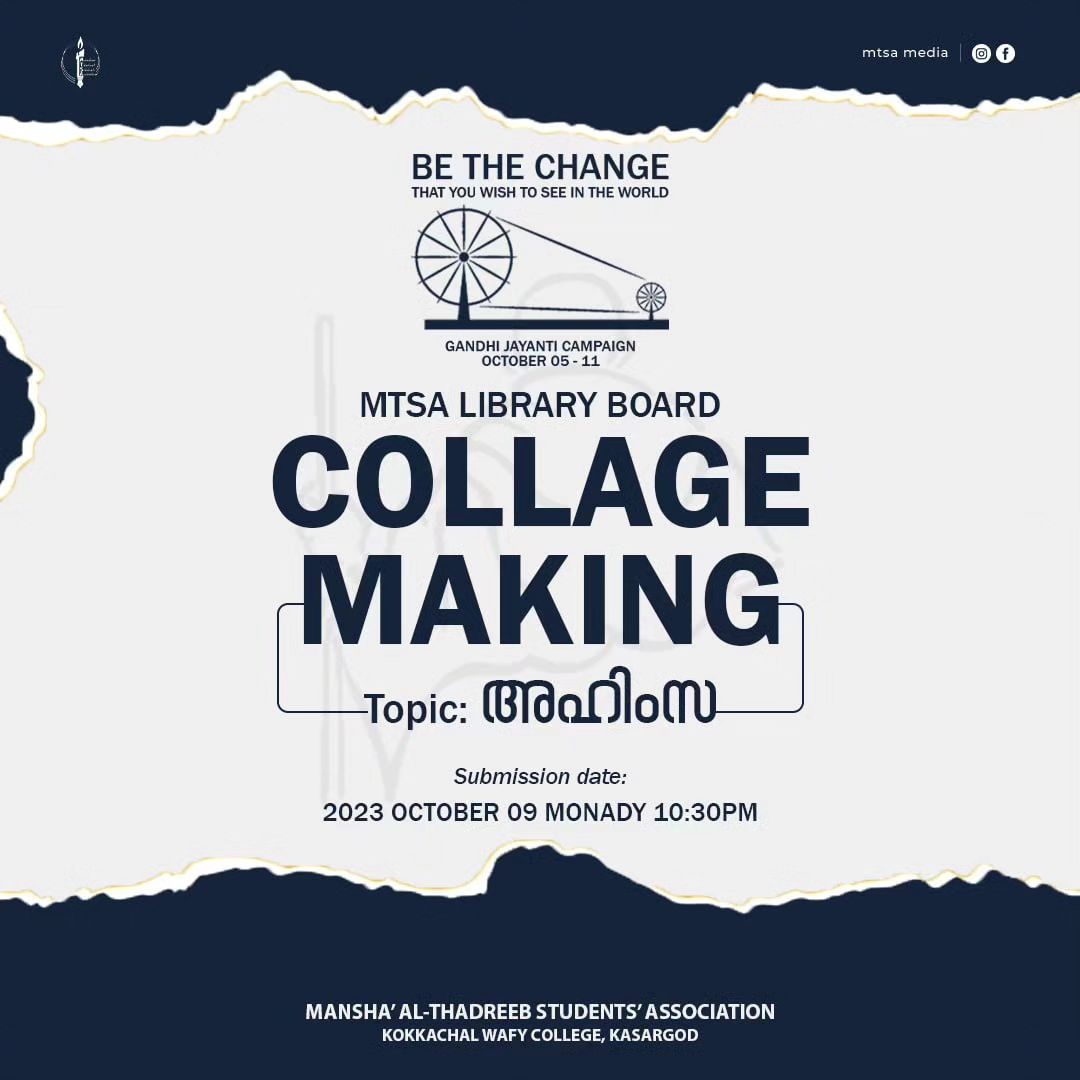 mtsa media
BE THE CHANGE
THAT YOU WISH TO SEE IN THE WORLD
GANDHI JAYANTI CAMPAIGN
OCTOBER 05 - 11
MTSA LIBRARY BOARD
COLLAGE
MAKING
Topic: അഹിംസ
Submission date:
2023 OCTOBER 09 MONADY 10:30PM
MANSHA' AL-THADREEB STUDENTS' ASSOCIATION
KOKKACHAL WAFY COLLEGE, KASARGOD